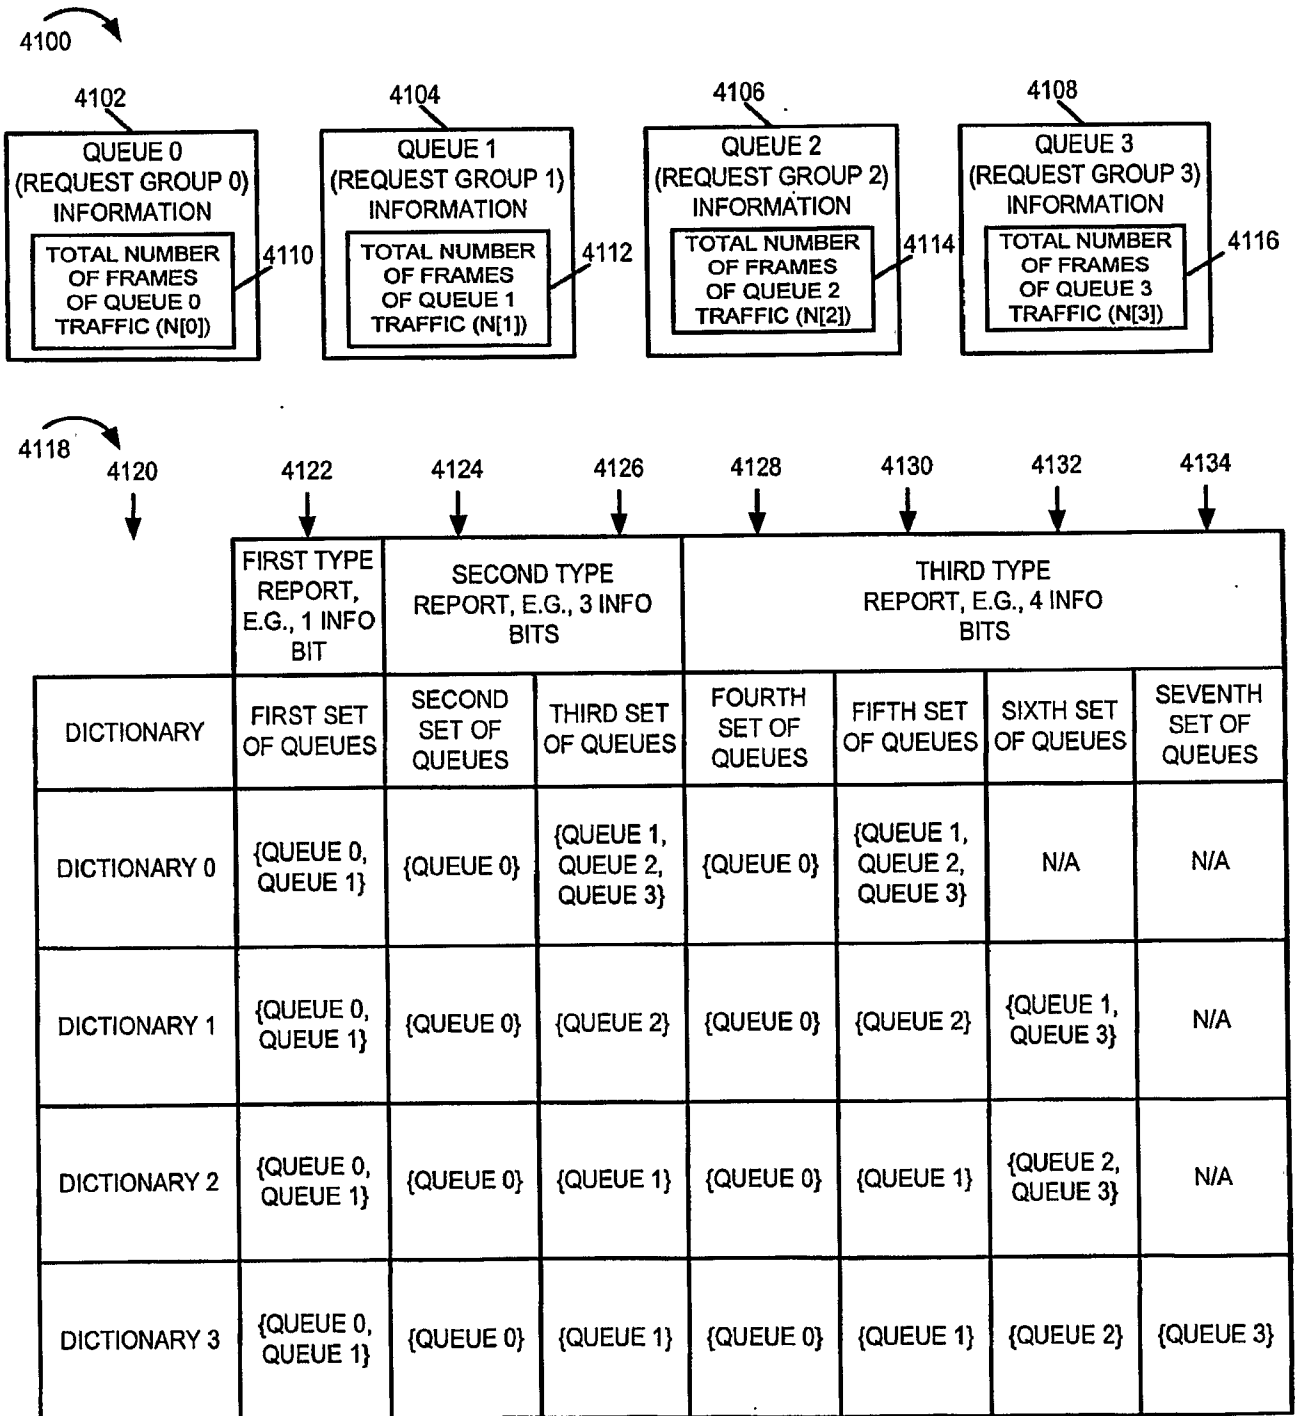 4100
4102
4104
4106
4108
QUEUE 0
(REQUEST GROUP 0)
INFORMATION
TOTAL NUMBER
OF FRAMES
OF QUEUE 0
TRAFFIC (N[0])
4110
QUEUE 1
(REQUEST GROUP 1)
INFORMATION
TOTAL NUMBER
OF FRAMES
OF QUEUE 1
TRAFFIC (N[1])
4112
QUEUE 2
(REQUEST GROUP 2)
INFORMATION
TOTAL NUMBER
OF FRAMES
OF QUEUE 2
TRAFFIC (N[2])
4114
QUEUE 3
(REQUEST GROUP 3)
INFORMATION
TOTAL NUMBER
OF FRAMES
OF QUEUE 3
TRAFFIC (N[3])
4116
4118
4120
4122
4124
4126
4128
4130
4132
4134
FIRST TYPE
REPORT,
E.G., 1 INFO
BIT
SECOND TYPE
REPORT, E.G., 3 INFO
BITS
THIRD TYPE
REPORT, E.G., 4 INFO
BITS
DICTIONARY
FIRST SET
OF QUEUES
SECOND
SET OF
QUEUES
THIRD SET
OF QUEUES
FOURTH
SET OF
QUEUES
FIFTH SET
OF QUEUES
SIXTH SET
OF QUEUES
SEVENTH
SET OF
QUEUES
DICTIONARY 0
{QUEUE 0,
QUEUE 1}
{QUEUE 0}
{QUEUE 1,
QUEUE 2,
QUEUE 3}
{QUEUE 0}
{QUEUE 1,
QUEUE 2,
QUEUE 3}
N/A
N/A
DICTIONARY 1
{QUEUE 0,
QUEUE 1}
{QUEUE 0}
{QUEUE 2}
{QUEUE 0}
{QUEUE 2}
{QUEUE 1,
QUEUE 3}
N/A
DICTIONARY 2
{QUEUE 0,
QUEUE 1}
{QUEUE 0}
{QUEUE 1}
{QUEUE 0}
{QUEUE 1}
{QUEUE 2,
QUEUE 3}
N/A
DICTIONARY 3
{QUEUE 0,
QUEUE 1}
{QUEUE 0}
{QUEUE 1}
{QUEUE 0}
{QUEUE 1}
{QUEUE 2}
{QUEUE 3}